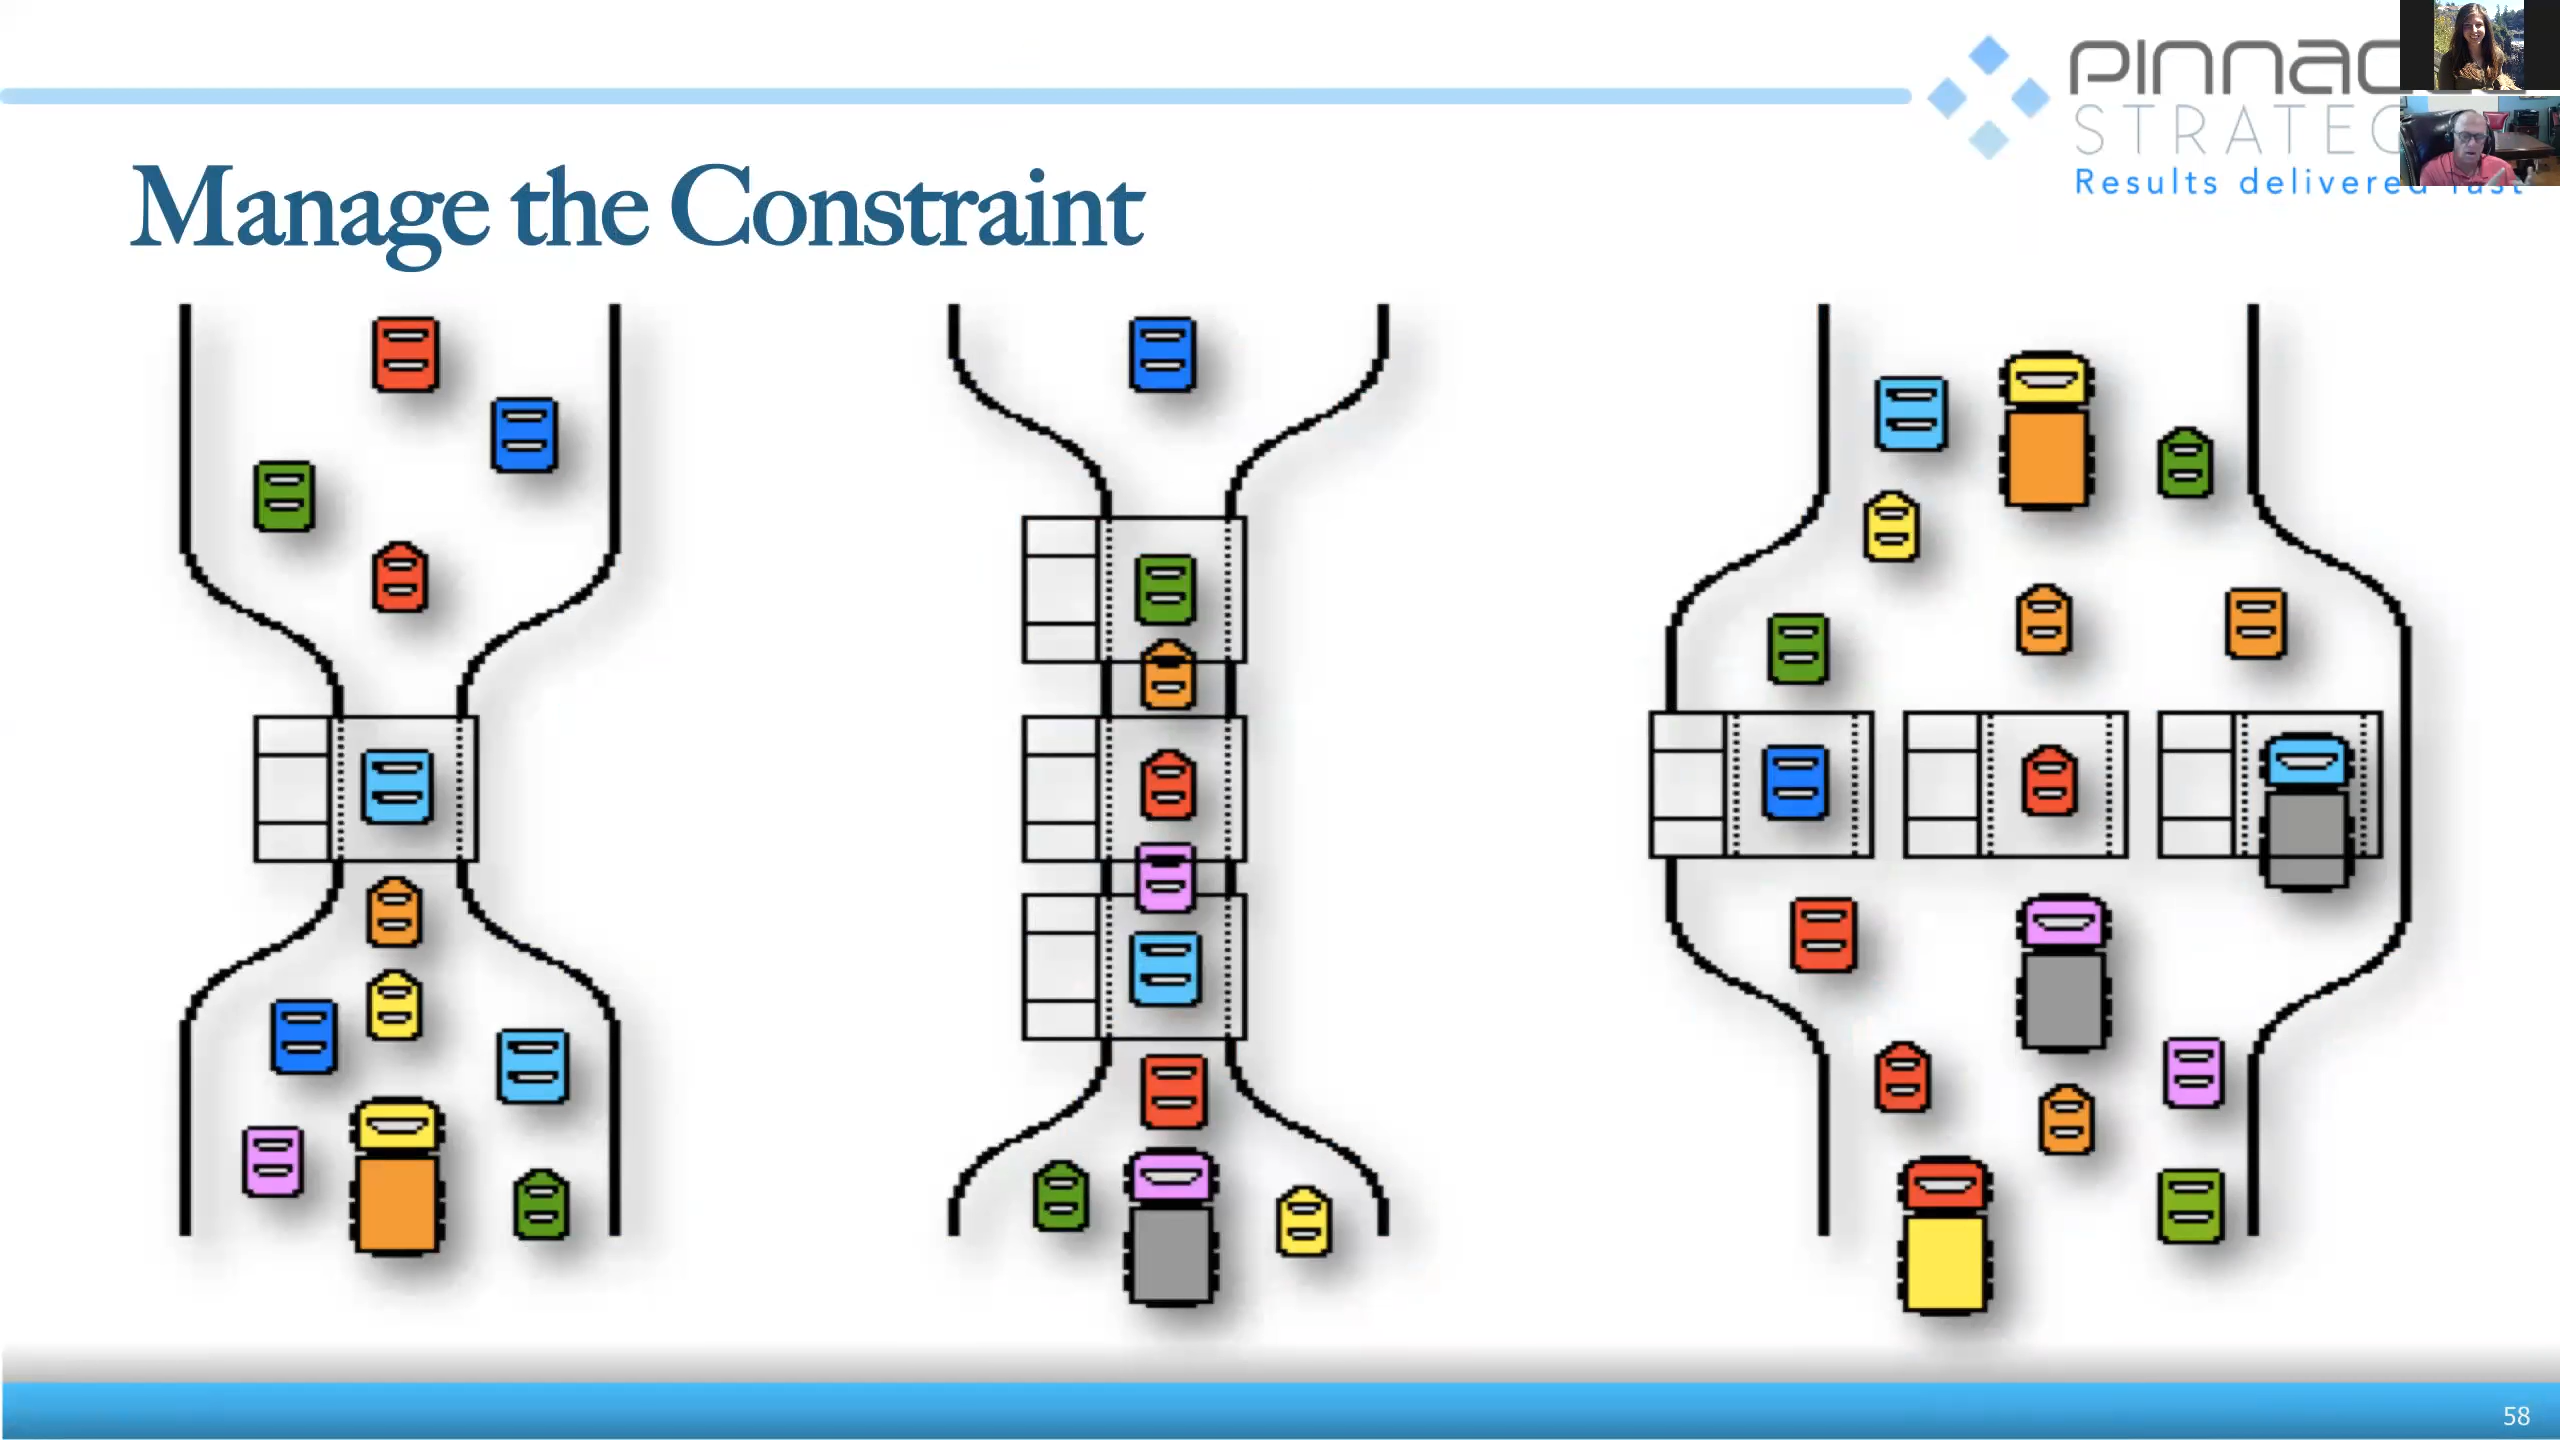 PINNAC
STRATEG
Results delivered fast
Manage the Constraint
58